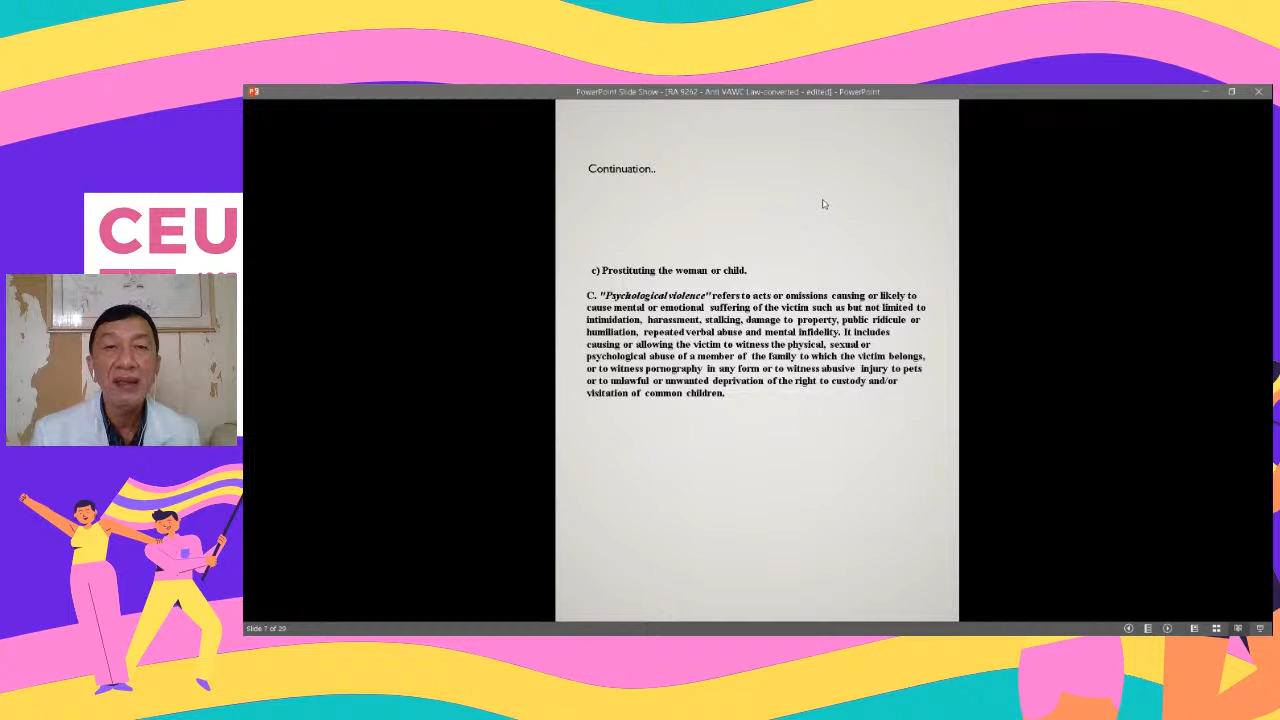 PowerPoint Slide Show - [RA 9262 - Anti VAWC Law-converted - edited] - PowerPoint
Continuation..
CEU
c) Prostituting the woman or child.
C. "Psychological violence" refers to acts or omissions causing or likely to
cause mental or emotional suffering of the victim such as but not limited to
intimidation, harassment, stalking, damage to property, public ridicule or
humiliation, repeated verbal abuse and mental infidelity. It includes
causing or allowing the victim to witness the physical, sexual or
psychological abuse of a member of the family to which the victim belongs,
or to witness pornography in any form or to witness abusive injury to pets
or to unlawful or unwanted deprivation of the right to custody and/or
visitation of common children.
Slide 7 of 29